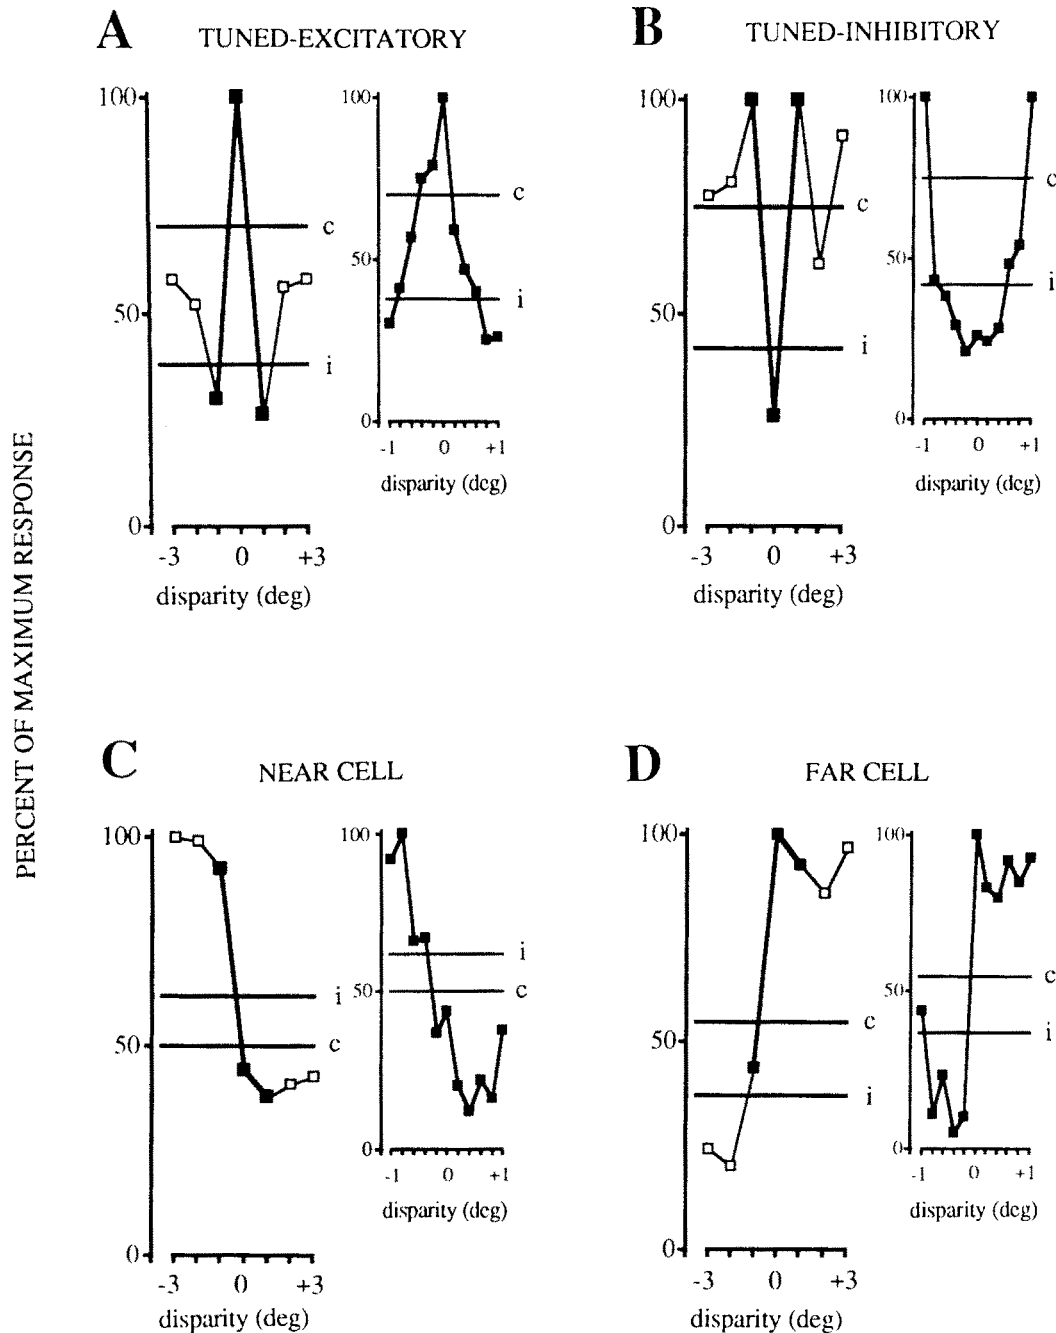 A
TUNED-EXCITATORY
B
TUNED-INHIBITORY
100
50
0
c
i
-3 0 +3
disparity (deg)
100
50
0
c
i
-1 0 +1
disparity (deg)
100
50
0
c
i
-3 0 +3
disparity (deg)
100
50
0
c
i
-1 0 +1
disparity (deg)
PERCENT OF MAXIMUM RESPONSE
C
NEAR CELL
D
FAR CELL
100
50
0
i
c
-3 0 +3
disparity (deg)
100
50
0
i
c
-1 0 +1
disparity (deg)
100
50
0
c
i
-3 0 +3
disparity (deg)
100
50
0
c
i
-1 0 +1
disparity (deg)